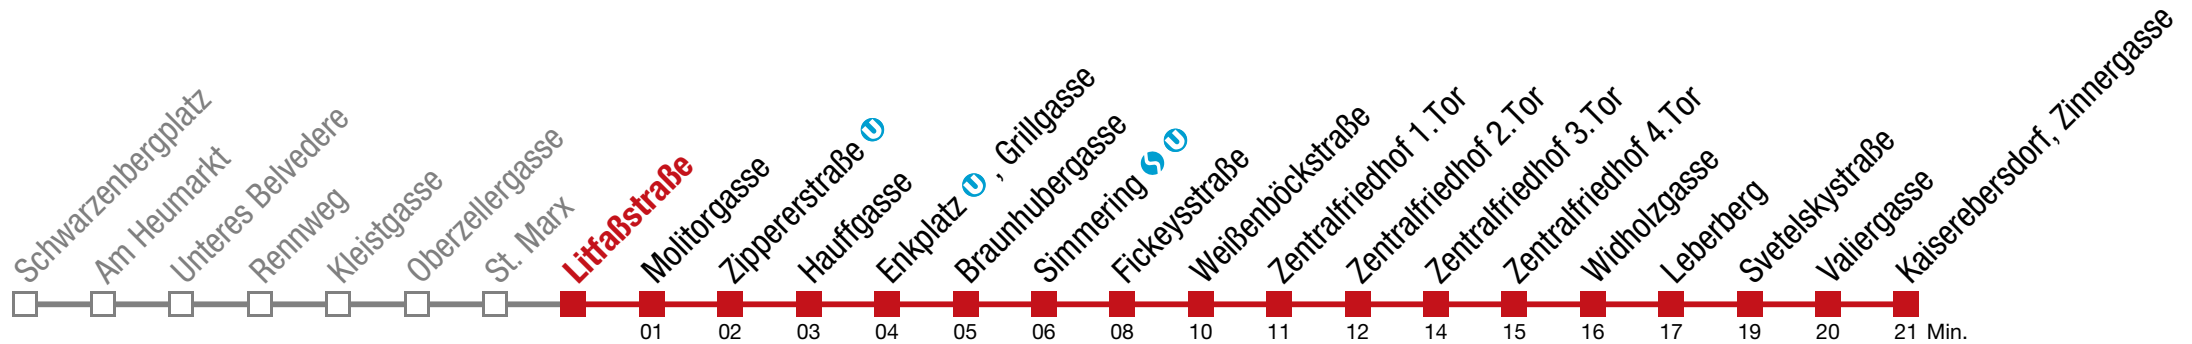 Schwarzenbergplatz
Am Heumarkt
Unteres Belvedere
Rennweg
Kleistgasse
Oberzellergasse
St. Marx
Litfaßstraße
Molitorgasse
Zippererstraße U
Hauffgasse
Enkplatz U , Grillgasse
Braunhubergasse
Simmering S U
Fickeysstraße
Weißenböckstraße
Zentralfriedhof 1.Tor
Zentralfriedhof 2.Tor
Zentralfriedhof 3.Tor
Zentralfriedhof 4.Tor
Widholzgasse
Leberberg
Svetelskystraße
Valiergasse
Kaiserebersdorf, Zinnergasse
01 02 03 04 05 06 08 10 11 12 14 15 16 17 19 20 21 Min.